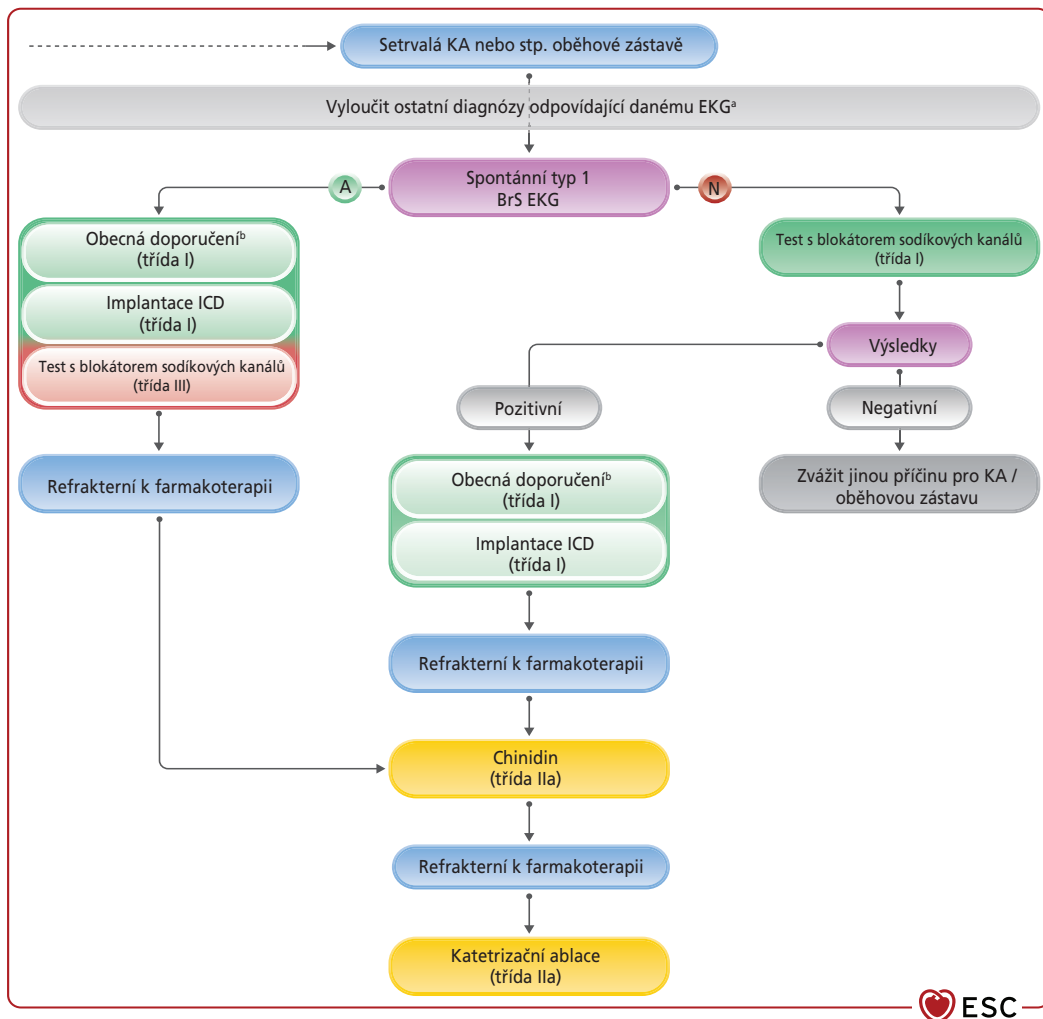 Setrvalá KA nebo stp. oběhové zástavě
Vyloučit ostatní diagnózy odpovídající danému EKGᵃ
Spontánní typ 1
BrS EKG
A
N
Obecná doporučeníᵇ
(třída I)
Implantace ICD
(třída I)
Test s blokátorem sodíkových kanálů
(třída III)
Test s blokátorem sodíkových kanálů
(třída I)
Výsledky
Pozitivní
Negativní
Refrakterní k farmakoterapii
Obecná doporučeníᵇ
(třída I)
Implantace ICD
(třída I)
Zvážit jinou příčinu pro KA /
oběhovou zástavu
Refrakterní k farmakoterapii
Chinidin
(třída IIa)
Refrakterní k farmakoterapii
Katetrizační ablace
(třída IIa)
ESC